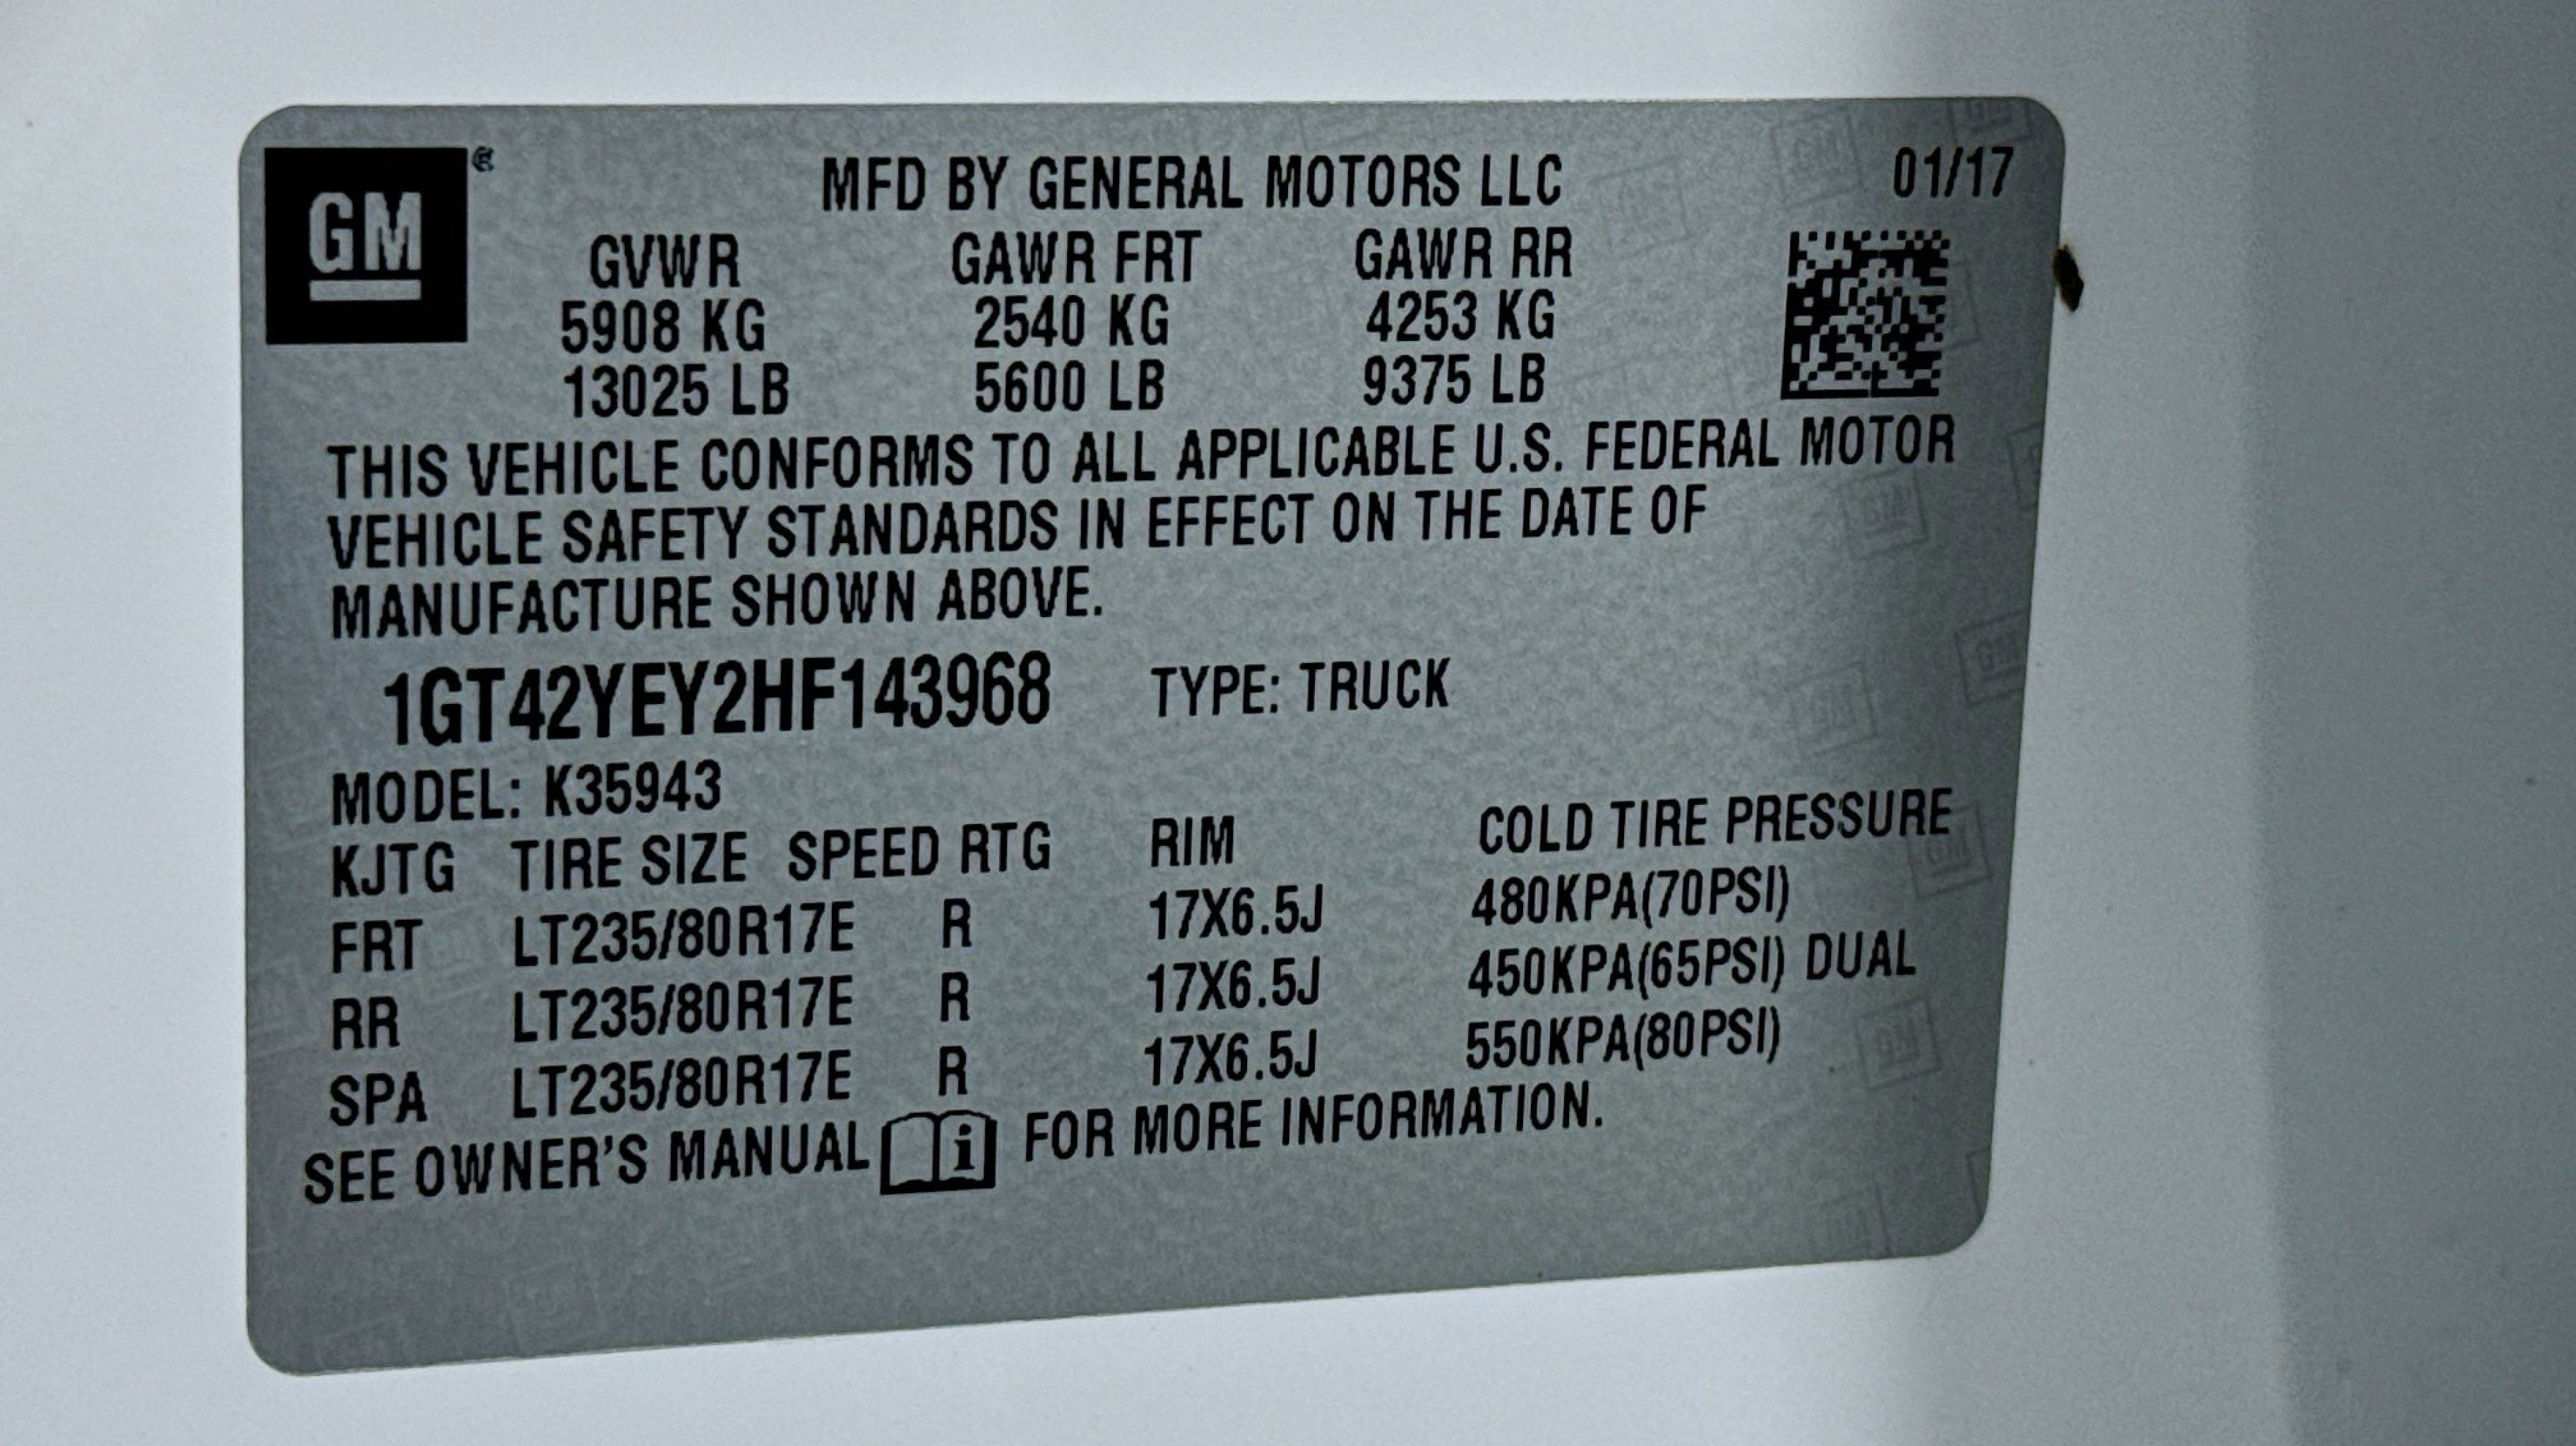 GM®
MFD BY GENERAL MOTORS LLC 01/17
GVWR GAWR FRT GAWR RR
5908 KG 2540 KG 4253 KG
13025 LB 5600 LB 9375 LB
THIS VEHICLE CONFORMS TO ALL APPLICABLE U.S. FEDERAL MOTOR
VEHICLE SAFETY STANDARDS IN EFFECT ON THE DATE OF
MANUFACTURE SHOWN ABOVE.
1GT42YEY2HF143968 TYPE: TRUCK
MODEL: K35943
KJTG TIRE SIZE SPEED RTG RIM COLD TIRE PRESSURE
FRT LT235/80R17E R 17X6.5J 480KPA(70PSI)
RR LT235/80R17E R 17X6.5J 450KPA(65PSI) DUAL
SPA LT235/80R17E R 17X6.5J 550KPA(80PSI)
SEE OWNER'S MANUAL i FOR MORE INFORMATION.